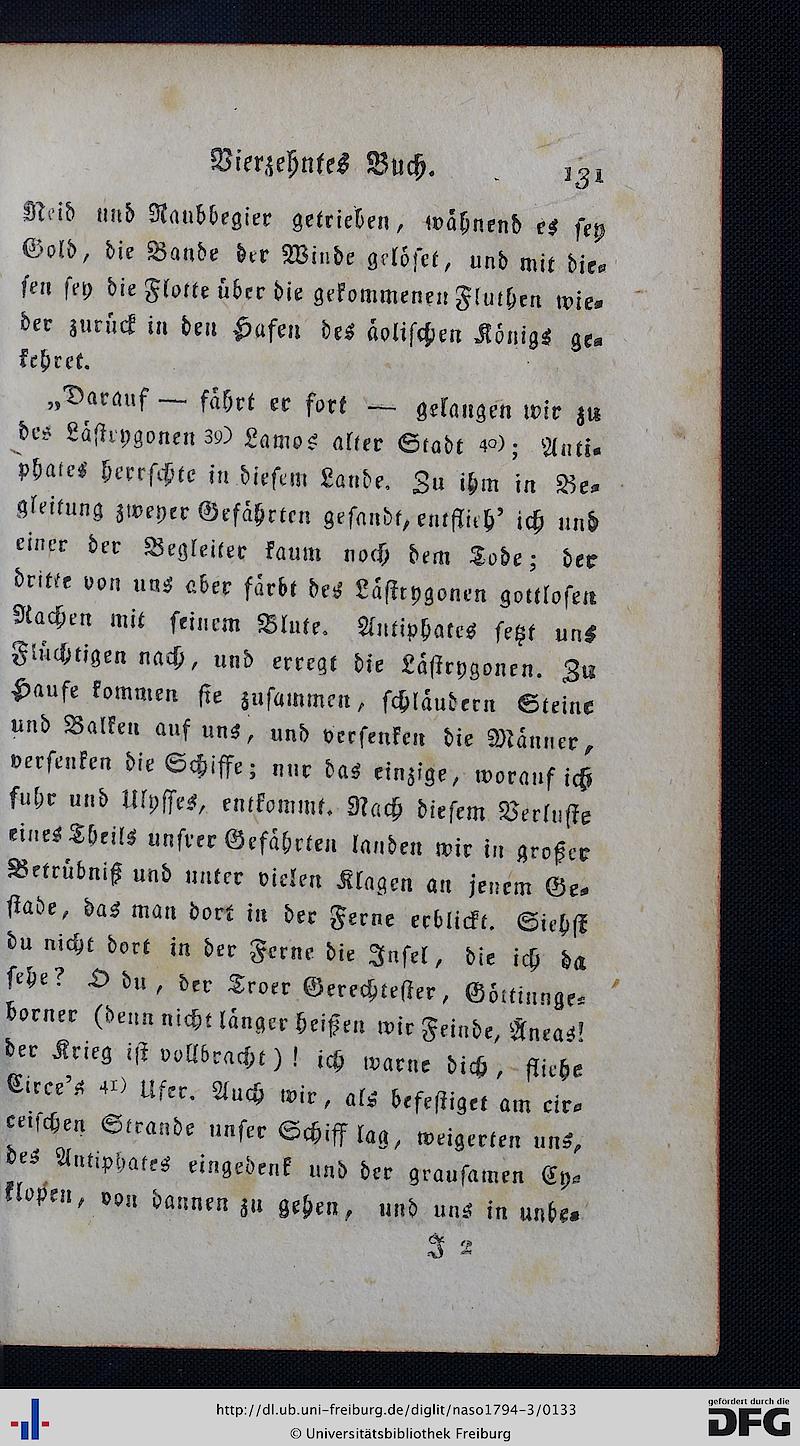 Vierzehntes Buch. 131
Neid und Raubbegier getrieben, wähnend es sey
Gold, die Bande der Winde gelöset, und mit die=
sen sey die Flotte über die gekommenen Fluthen wie=
der zurück in den Hafen des äolischen Königs ge=
kehret.
„Darauf — fährt er fort — gelangen wir zu
des Lästrygonen 39) Lamos alter Stadt 40); Anti=
phates herrschte in diesem Lande. Zu ihm in Be=
gleitung zweyer Gefährten gesandt, entflieh' ich und
einer der Begleiter kaum noch dem Tode; der
dritte von uns aber färbt des Lästrygonen gottlosen
Rachen mit seinem Blute. Antiphates setzt uns
Flüchtigen nach, und erregt die Lästrygonen. Zu
Haufe kommen sie zusammen, schläudern Steine
und Balken auf uns, und versenken die Männer,
versenken die Schiffe; nur das einzige, worauf ich
fuhr und Ulysses, entkommt. Nach diesem Verluste
eines Theils unsrer Gefährten landen wir in großer
Betrübniß und unter vielen Klagen an jenem Ge=
stade, das man dort in der Ferne erblickt. Siehst
du nicht dort in der Ferne die Insel, die ich da
sehe? O du, der Troer Gerechtester, Göttinnge=
borner (denn nicht länger heißen wir Feinde, Äneas!
der Krieg ist vollbracht)! ich warne dich, fliehe
Circe's 41) Ufer. Auch wir, als befestiget am cir=
ceischen Strande unser Schiff lag, weigerten uns,
des Antiphates eingedenk und der grausamen Cy=
klopen, von dannen zu gehen, und uns in unbe=
J 2
http://dl.ub.uni-freiburg.de/diglit/naso1794-3/0133
© Universitätsbibliothek Freiburg
gefördert durch die
DFG